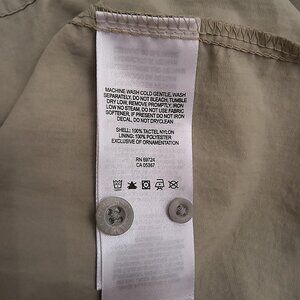 MACHINE WASH COLD GENTLE, WASH
SEPARATELY, DO NOT BLEACH, TUMBLE
DRY LOW, REMOVE PROMPTLY, IRON
LOW NO STEAM, DO NOT USE FABRIC
SOFTENER, IF PRESENT DO NOT IRON
DECAL, DO NOT DRYCLEAN
SHELL: 100% TACTEL NYLON
LINING: 100% POLYESTER
EXCLUSIVE OF ORNAMENTATION
RN 69724
CA 05367